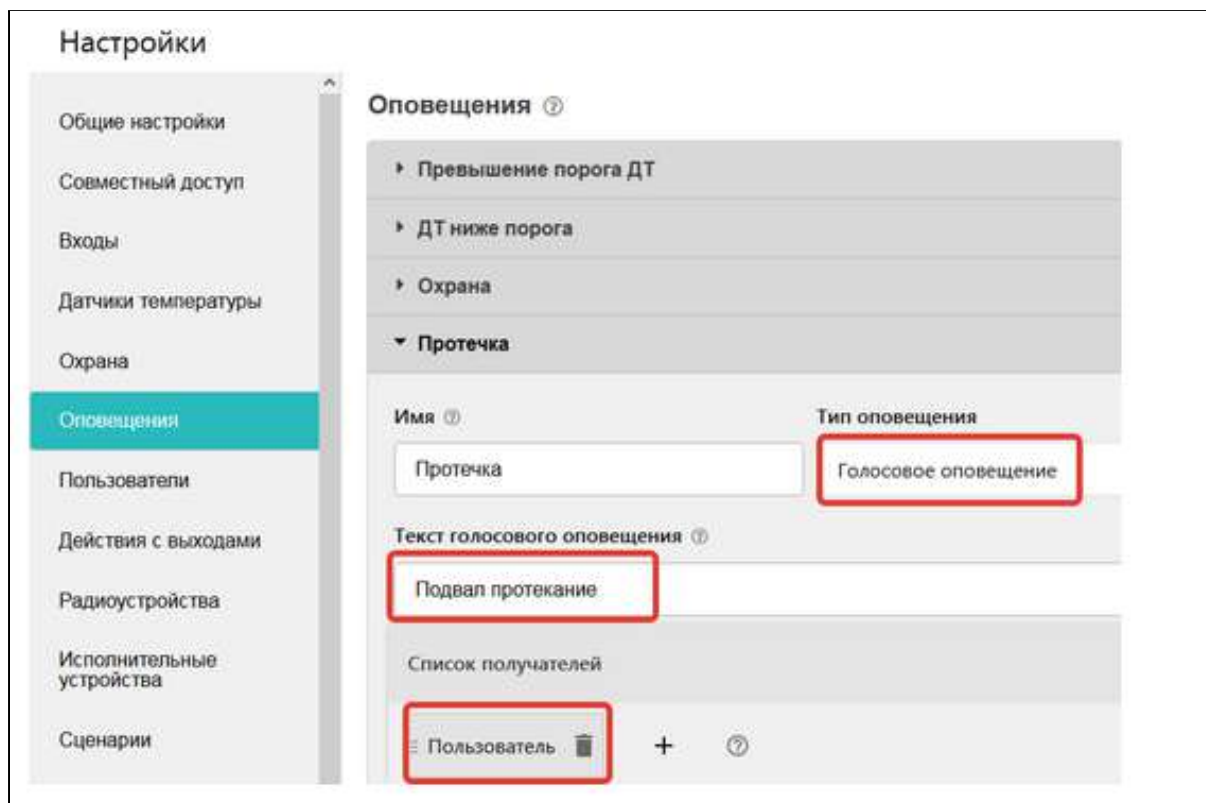 Настройки
Общие настройки
Совместный доступ
Входы
Датчики температуры
Охрана
Оповещения
Пользователи
Действия с выходами
Радиоустройства
Исполнительные
устройства
Сценарии
Оповещения
Превышение порога ДТ
ДТ ниже порога
Охрана
Протечка
Имя
Тип оповещения
Протечка
Голосовое оповещение
Текст голосового оповещения
Подвал протекание
Список получателей
Пользователь